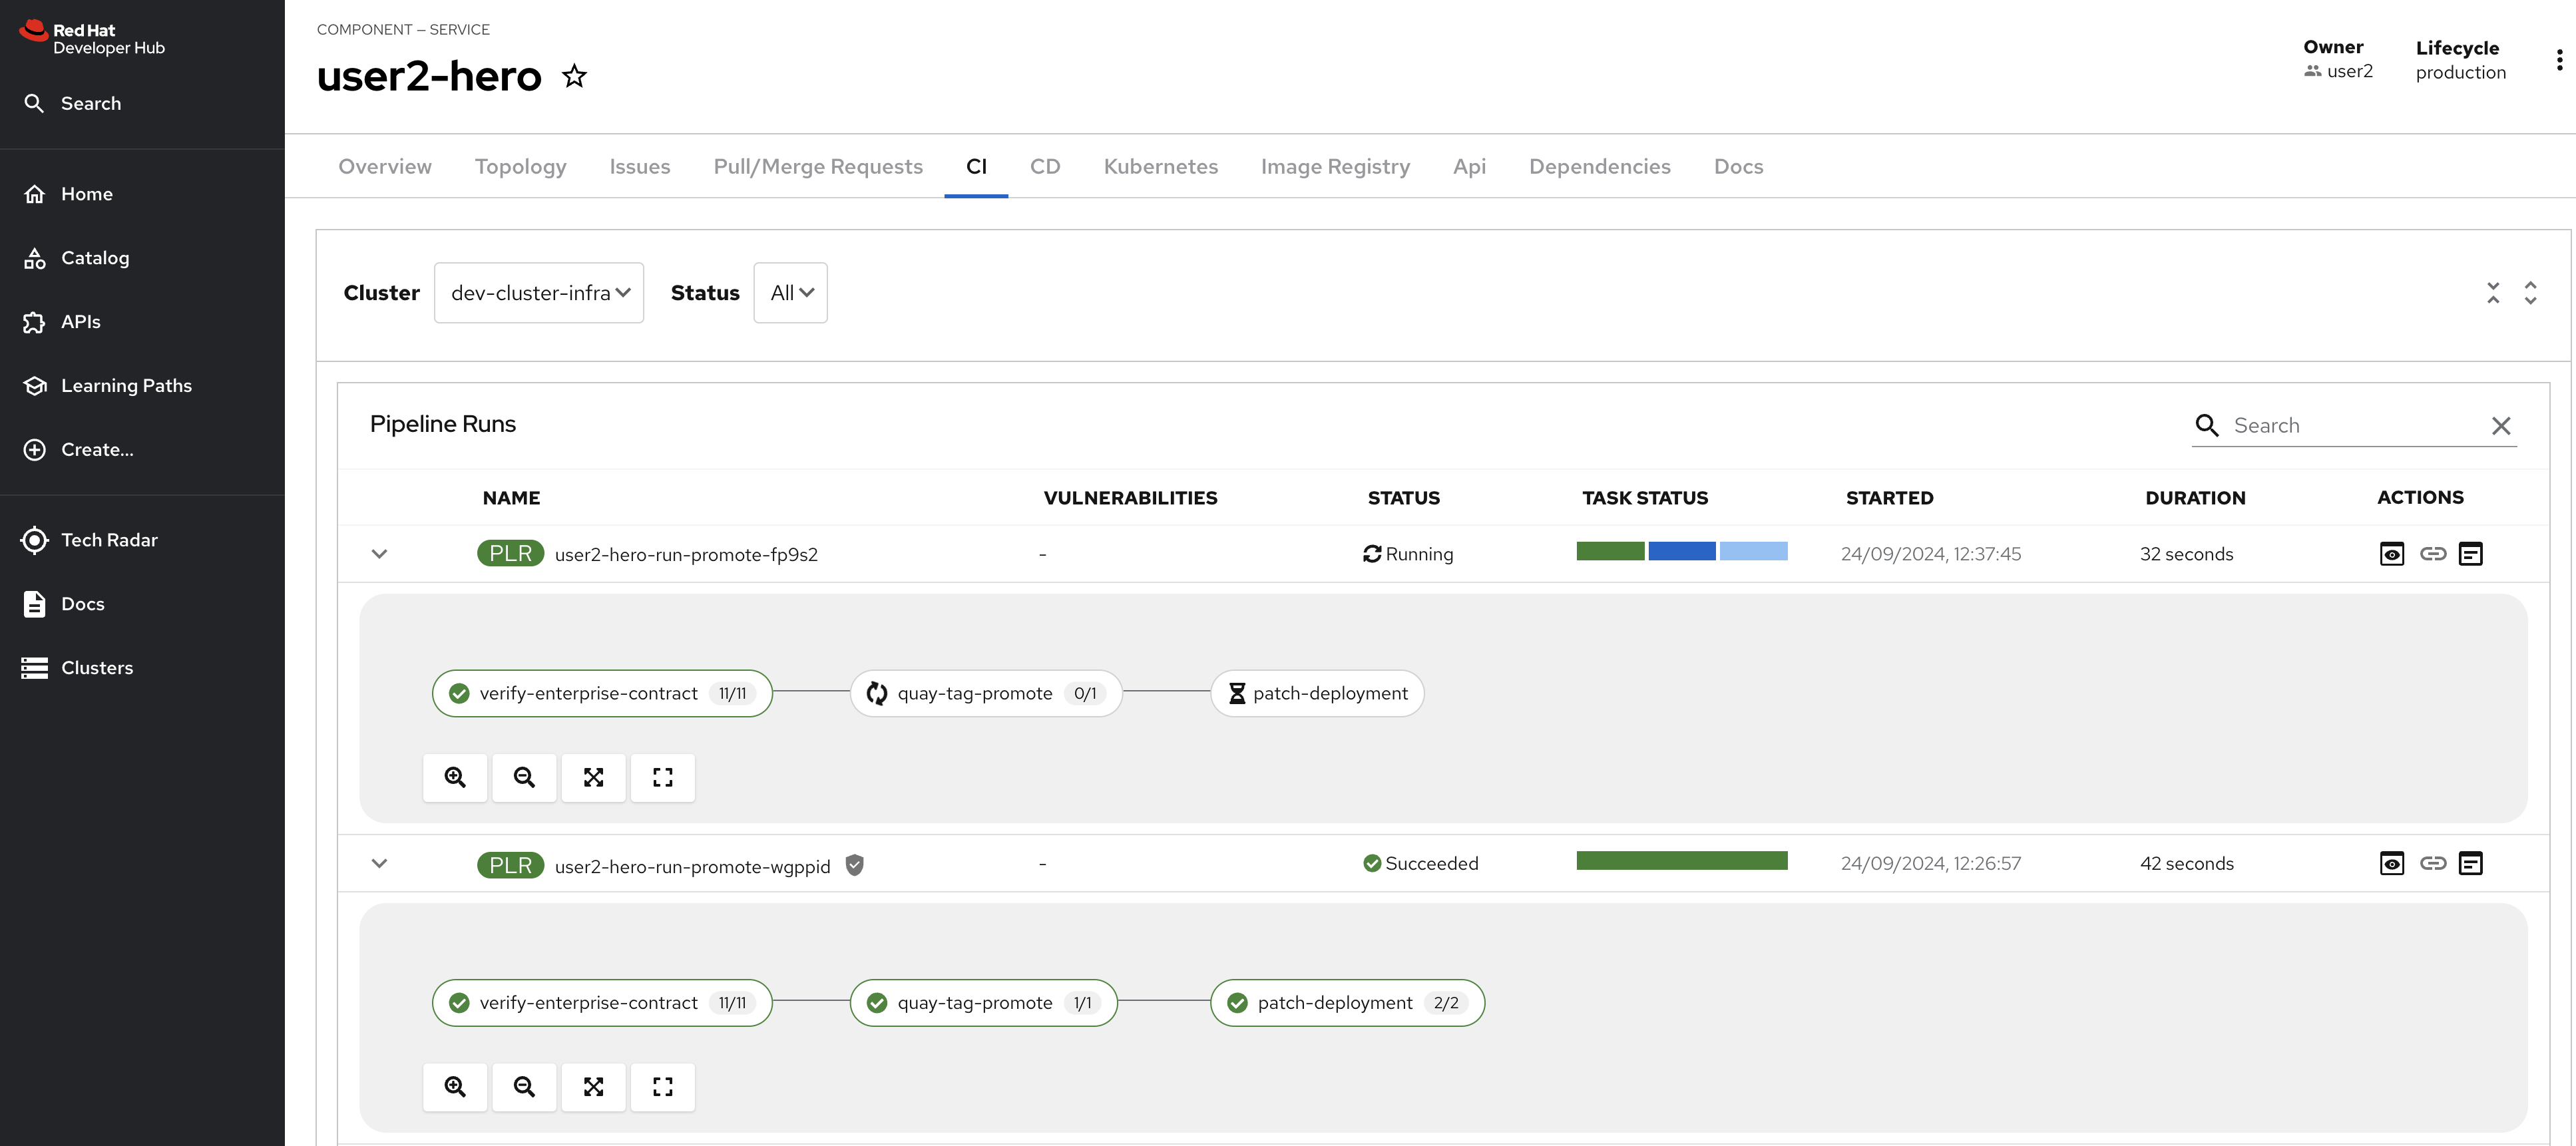 Red Hat
Developer Hub
Search
Home
Catalog
APIs
Learning Paths
Create...
Tech Radar
Docs
Clusters
COMPONENT — SERVICE
user2-hero
Owner
user2
Lifecycle
production
Overview Topology Issues Pull/Merge Requests CI CD Kubernetes Image Registry Api Dependencies Docs
Cluster dev-cluster-infra Status All
Pipeline Runs
Search
NAME VULNERABILITIES STATUS TASK STATUS STARTED DURATION ACTIONS
PLR user2-hero-run-promote-fp9s2 - Running 24/09/2024, 12:37:45 32 seconds
verify-enterprise-contract 11/11 quay-tag-promote 0/1 patch-deployment
PLR user2-hero-run-promote-wgppid - Succeeded 24/09/2024, 12:26:57 42 seconds
verify-enterprise-contract 11/11 quay-tag-promote 1/1 patch-deployment 2/2